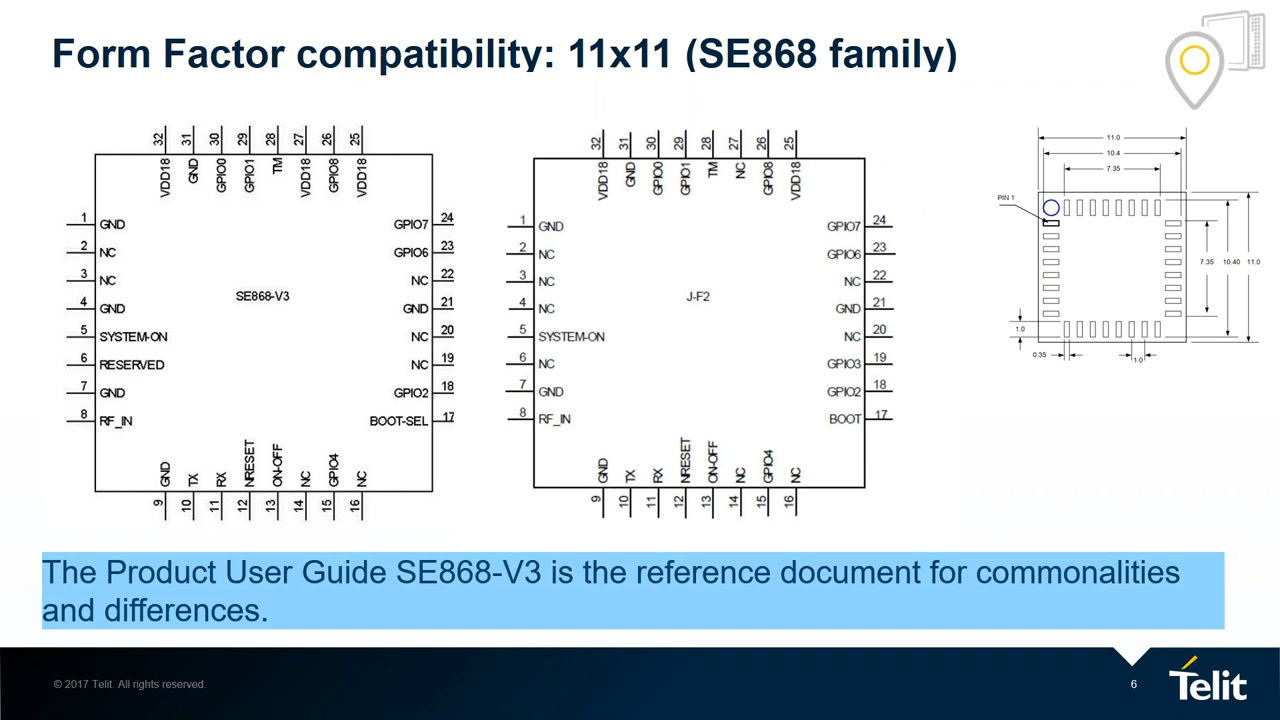 Form Factor compatibility: 11x11 (SE868 family)
32 31 30 29 28 27 26 25
VDD18 GND GPIO0 GPIO1 TM VDD18 GPIO8 VDD18
1 GND GPIO7 24
2 NC GPIO6 23
3 NC NC 22
SE868-V3
4 GND GND 21
5 SYSTEM-ON NC 20
6 RESERVED NC 19
7 GND GPIO2 18
8 RF_IN BOOT-SEL 17
GND TX RX NRESET ON-OFF NC GPIO4 NC
9 10 11 12 13 14 15 16
32 31 30 29 28 27 26 25
VDD18 GND GPIO0 GPIO1 TM NC GPIO8 VDD18
1 GND GPIO7 24
2 NC GPIO6 23
3 NC NC 22
J-F2
4 NC GND 21
5 SYSTEM-ON NC 20
6 NC GPIO3 19
7 GND GPIO2 18
8 RF_IN BOOT 17
GND TX RX NRESET ON-OFF NC GPIO4 NC
9 10 11 12 13 14 15 16
11.0
10.4
7.35
PIN 1
7.35 10.40 11.0
1.0
0.35 1.0
The Product User Guide SE868-V3 is the reference document for commonalities
and differences.
© 2017 Telit. All rights reserved.
6
Telit